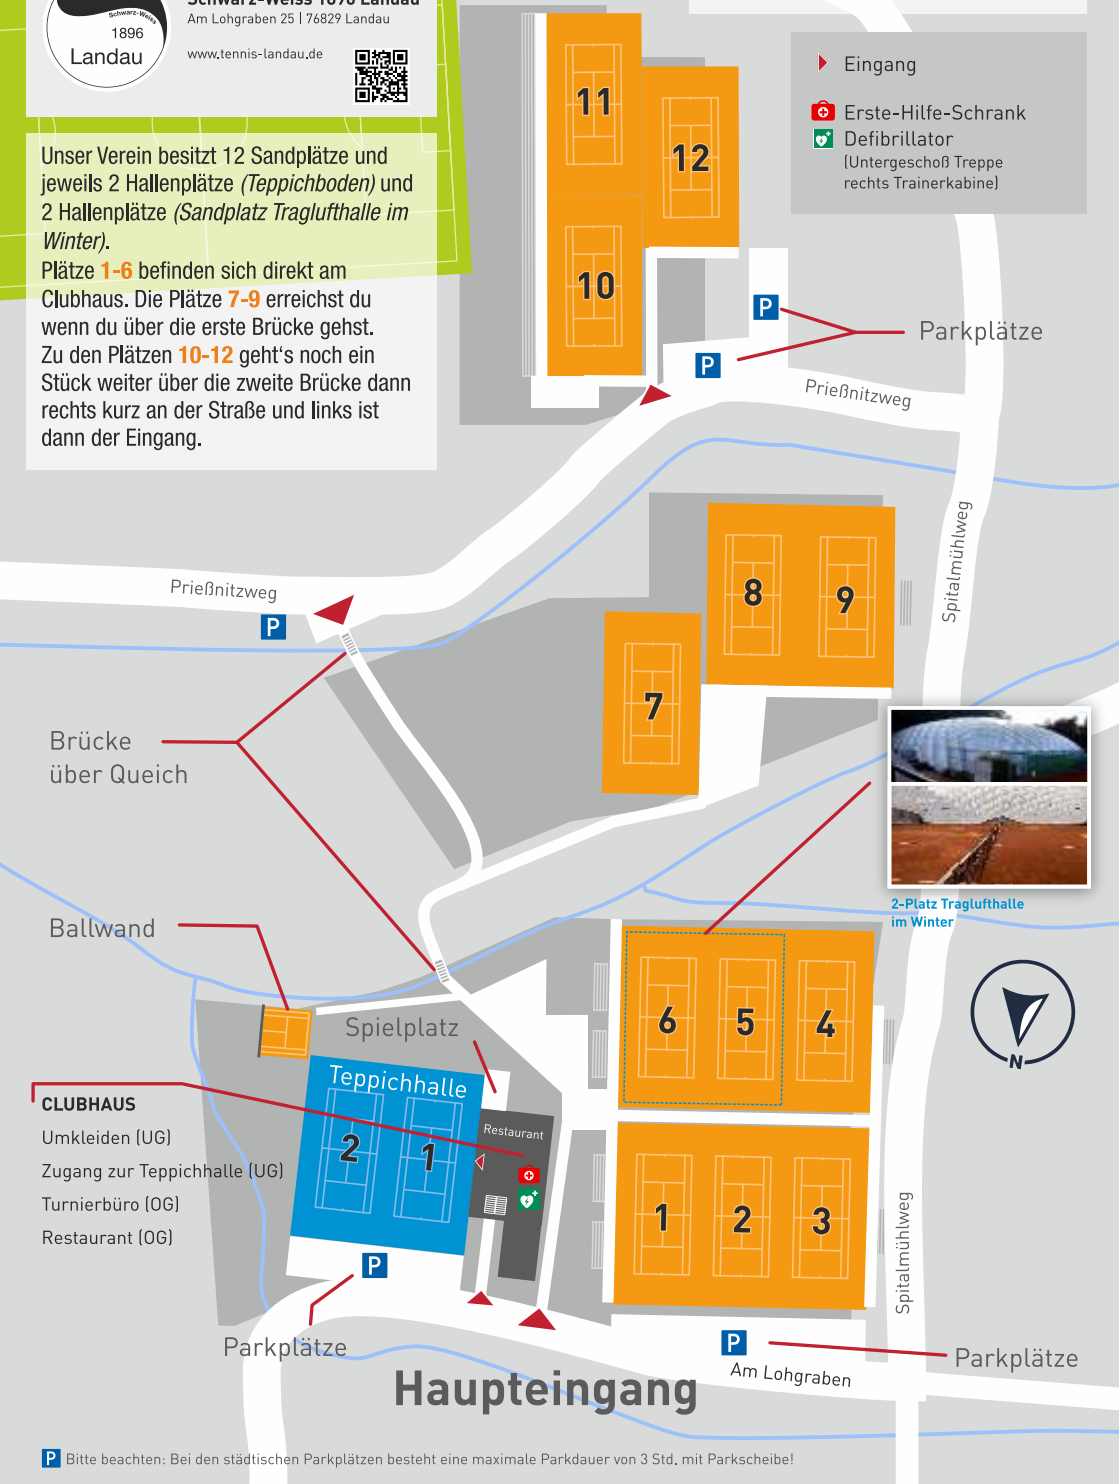 Schwarz-Weiss 1896 Landau
Am Lohgraben 25 | 76829 Landau
www.tennis-landau.de
Schwarz-Weiss
1896
Landau
Unser Verein besitzt 12 Sandplätze und
jeweils 2 Hallenplätze (Teppichboden) und
2 Hallenplätze (Sandplatz Traglufthalle im
Winter).
Plätze 1-6 befinden sich direkt am
Clubhaus. Die Plätze 7-9 erreichst du
wenn du über die erste Brücke gehst.
Zu den Plätzen 10-12 geht's noch ein
Stück weiter über die zweite Brücke dann
rechts kurz an der Straße und links ist
dann der Eingang.
Eingang
Erste-Hilfe-Schrank
Defibrillator
(Untergeschoß Treppe
rechts Trainerkabine)
11
12
10
P
P
Parkplätze
Prießnitzweg
Spitalmühlweg
Prießnitzweg
P
8
9
7
Brücke
über Queich
2-Platz Traglufthalle
im Winter
Ballwand
6
5
4
Spielplatz
N
Teppichhalle
2
1
Restaurant
CLUBHAUS
Umkleiden (UG)
Zugang zur Teppichhalle (UG)
Turnierbüro (OG)
Restaurant (OG)
1
2
3
Spitalmühlweg
P
Parkplätze
P
Parkplätze
Am Lohgraben
Haupteingang
P Bitte beachten: Bei den städtischen Parkplätzen besteht eine maximale Parkdauer von 3 Std. mit Parkscheibe!